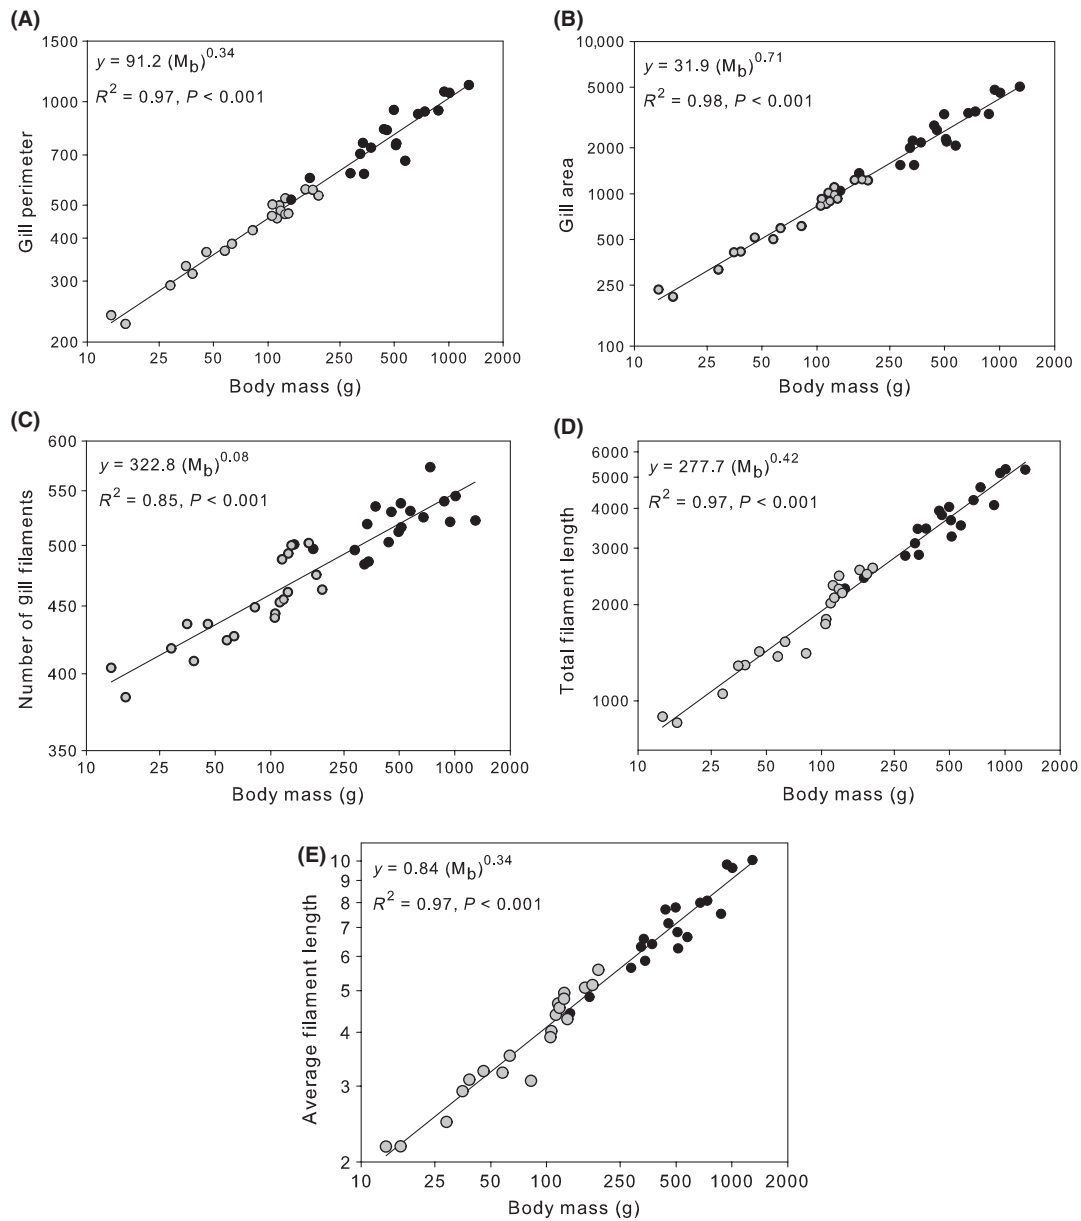 (A)
y = 91.2 (M_b)^0.34
R² = 0.97, P < 0.001
1500
1000
700
500
400
300
200
Gill perimeter
10 25 50 100 250 500 1000 2000
Body mass (g)
(B)
y = 31.9 (M_b)^0.71
R² = 0.98, P < 0.001
10,000
5000
2000
1000
500
250
100
Gill area
10 25 50 100 250 500 1000 2000
Body mass (g)
(C)
y = 322.8 (M_b)^0.08
R² = 0.85, P < 0.001
600
550
500
450
400
350
Number of gill filaments
10 25 50 100 250 500 1000 2000
Body mass (g)
(D)
y = 277.7 (M_b)^0.42
R² = 0.97, P < 0.001
6000
5000
4000
3000
2000
1000
Total filament length
10 25 50 100 250 500 1000 2000
Body mass (g)
(E)
y = 0.84 (M_b)^0.34
R² = 0.97, P < 0.001
10
9
8
7
6
5
4
3
2
Average filament length
10 25 50 100 250 500 1000 2000
Body mass (g)